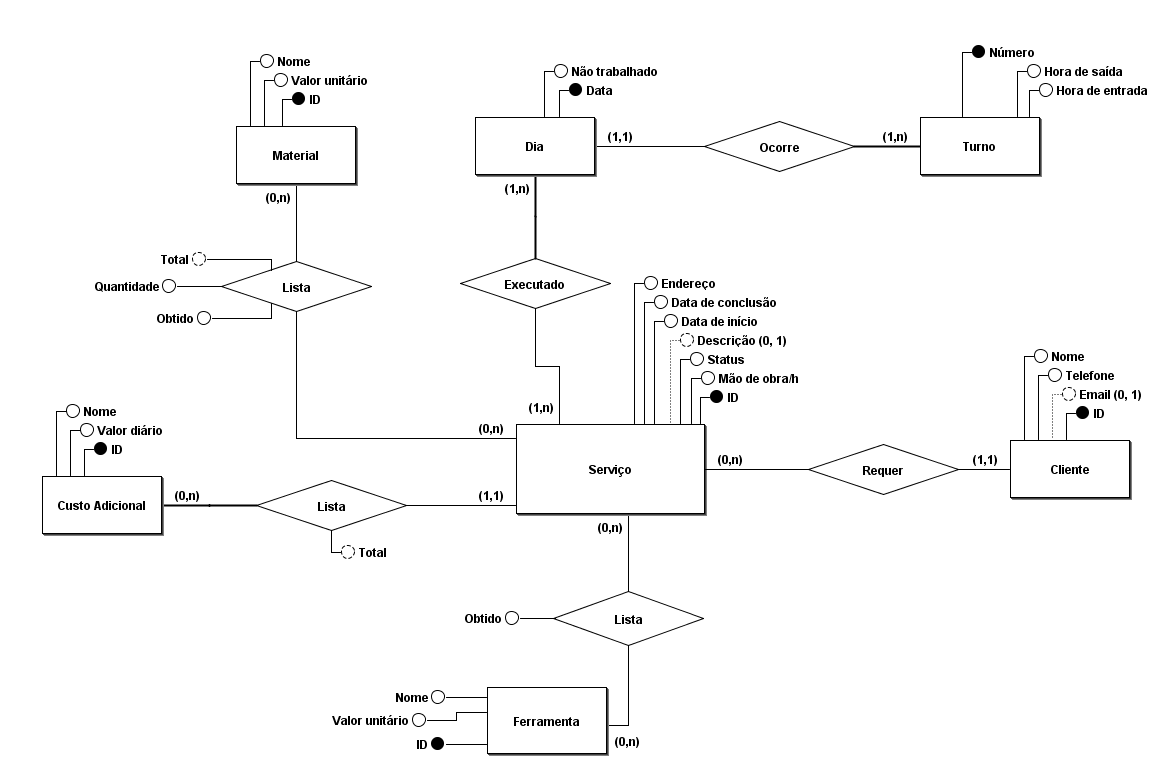 Nome
Valor unitário
ID
Material
(0,n)
Não trabalhado
Data
Dia
(1,1)
(1,n)
Ocorre
Número
Hora de saída
Hora de entrada
(1,n)
Turno
Total
Quantidade
Obtido
Lista
(0,n)
Executado
(1,n)
Endereço
Data de conclusão
Data de início
Descrição (0, 1)
Status
Mão de obra/h
ID
Serviço
Nome
Telefone
Email (0, 1)
ID
Cliente
(0,n)
Requer
(1,1)
Nome
Valor diário
ID
Custo Adicional
(0,n)
Lista
(1,1)
Total
(0,n)
Obtido
Lista
Nome
Valor unitário
ID
Ferramenta
(0,n)